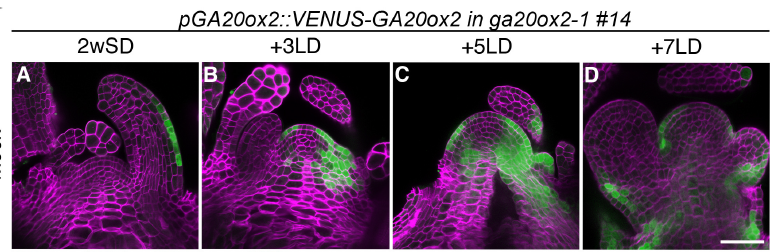 pGA20ox2::VENUS-GA20ox2 in ga20ox2-1 #14
2wSD +3LD +5LD +7LD
A B C D